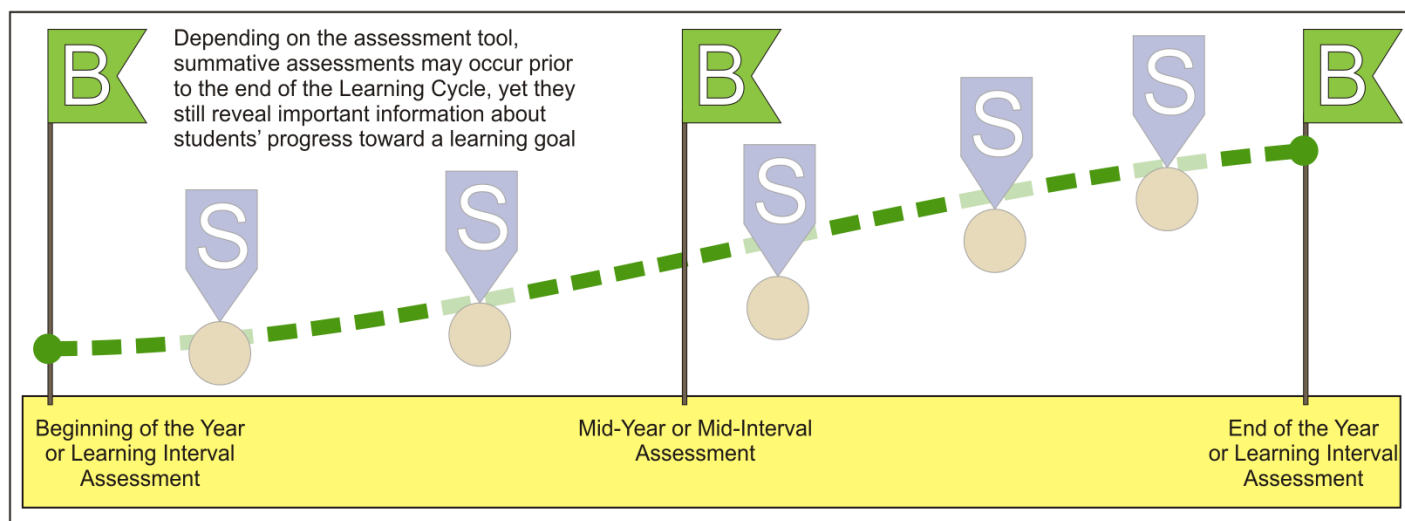 B
Depending on the assessment tool,
summative assessments may occur prior
to the end of the Learning Cycle, yet they
still reveal important information about
students’ progress toward a learning goal
B
B
S
S
S
S
S
Beginning of the Year
or Learning Interval
Assessment
Mid-Year or Mid-Interval
Assessment
End of the Year
or Learning Interval
Assessment